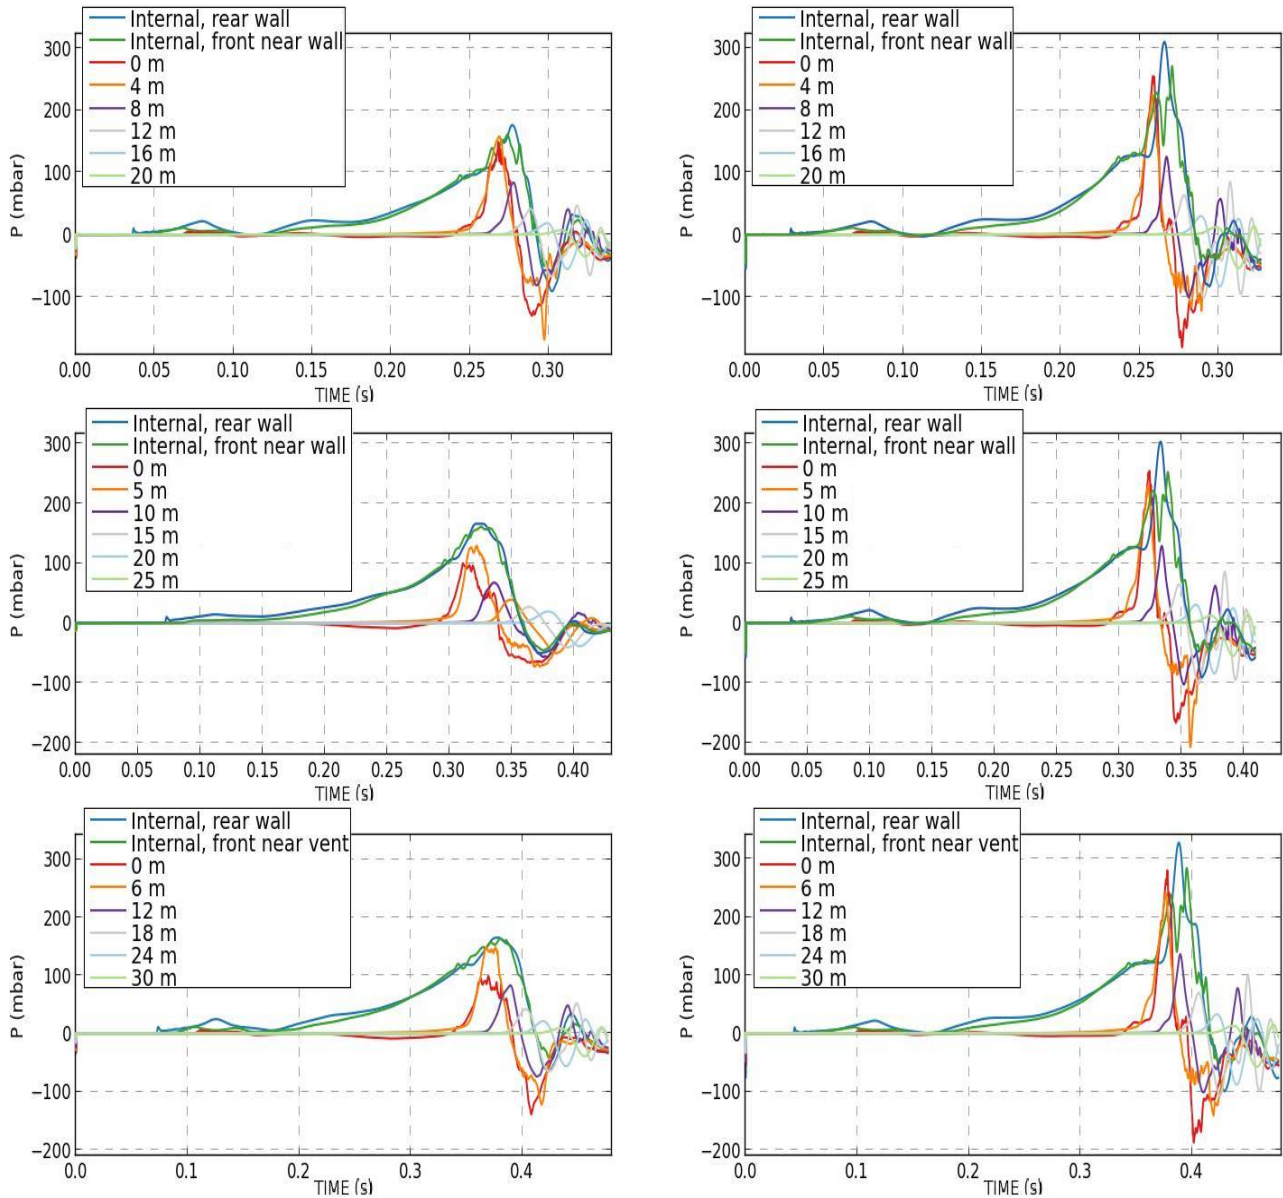 Internal, rear wall
Internal, front near wall
0 m
4 m
8 m
12 m
16 m
20 m
300
200
100
0
−100
P (mbar)
0.00 0.05 0.10 0.15 0.20 0.25 0.30
TIME (s)
Internal, rear wall
Internal, front near wall
0 m
4 m
8 m
12 m
16 m
20 m
300
200
100
0
−100
P (mbar)
0.00 0.05 0.10 0.15 0.20 0.25 0.30
TIME (s)
Internal, rear wall
Internal, front near wall
0 m
5 m
10 m
15 m
20 m
25 m
300
200
100
0
−100
−200
P (mbar)
0.00 0.05 0.10 0.15 0.20 0.25 0.30 0.35 0.40
TIME (s)
Internal, rear wall
Internal, front near wall
0 m
5 m
10 m
15 m
20 m
25 m
300
200
100
0
−100
−200
P (mbar)
0.00 0.05 0.10 0.15 0.20 0.25 0.30 0.35 0.40
TIME (s)
Internal, rear wall
Internal, front near vent
0 m
6 m
12 m
18 m
24 m
30 m
300
200
100
0
−100
−200
P (mbar)
0.0 0.1 0.2 0.3 0.4
TIME (s)
Internal, rear wall
Internal, front near vent
0 m
6 m
12 m
18 m
24 m
30 m
300
200
100
0
−100
−200
P (mbar)
0.0 0.1 0.2 0.3 0.4
TIME (s)